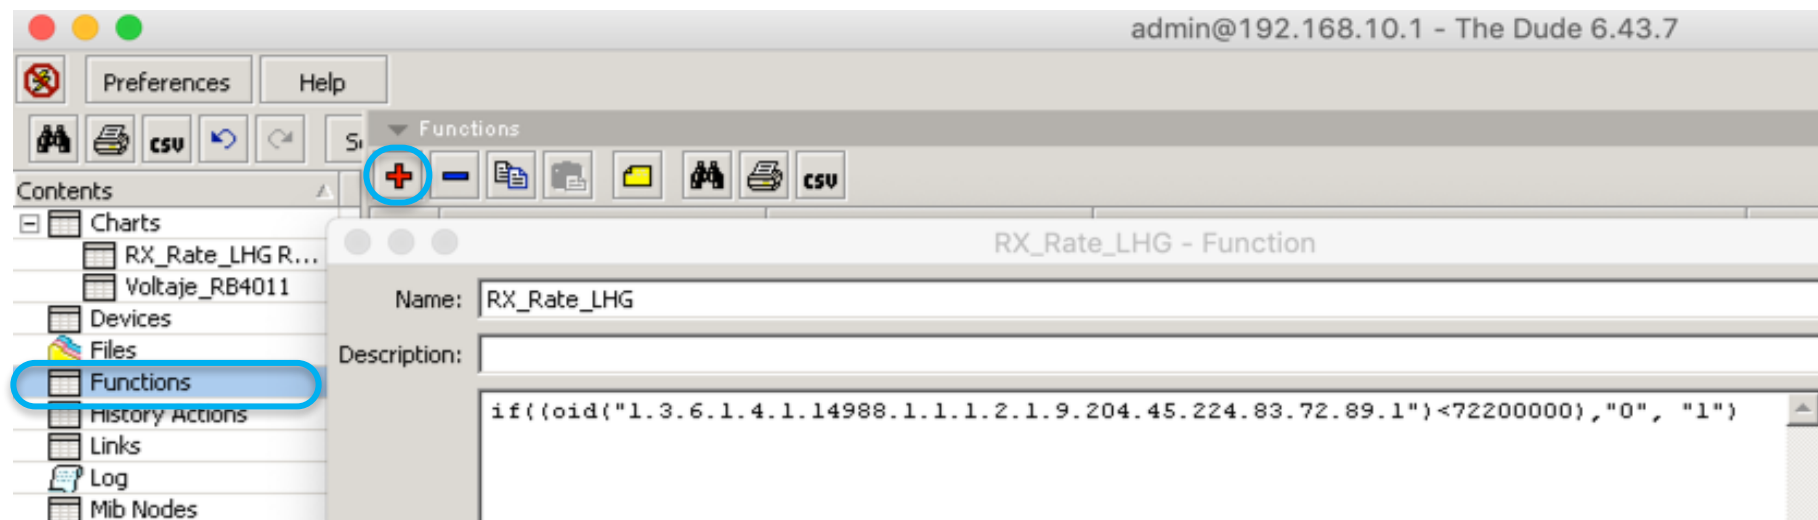 admin@192.168.10.1 - The Dude 6.43.7
Preferences Help
Functions
csv
csv
Contents
Charts
RX_Rate_LHG R...
Voltaje_RB4011
Devices
Files
Functions
History Actions
Links
Log
Mib Nodes
RX_Rate_LHG - Function
Name: RX_Rate_LHG
Description:
if((oid("1.3.6.1.4.1.14988.1.1.1.2.1.9.204.45.224.83.72.89.1")<72200000),"0", "1")